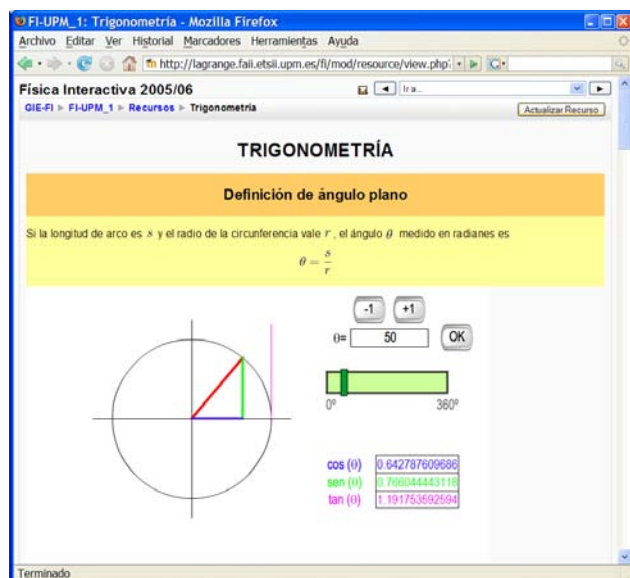 FI-UPM_1: Trigonometría - Mozilla Firefox
Archivo Editar Ver Historial Marcadores Herramientas Ayuda
http://lagrange.faii.etsii.upm.es/fi/mod/resource/view.php?
Física Interactiva 2005/06
Ir a...
GIE-FI ► FI-UPM_1 ► Recursos ► Trigonometría
Actualizar Recurso
TRIGONOMETRÍA
Definición de ángulo plano
Si la longitud de arco es s y el radio de la circunferencia vale r , el ángulo θ medido en radianes es
θ = s/r
-1 +1
θ= 50 OK
0º 360º
cos (θ) 0.642787609686
sen (θ) 0.766044443118
tan (θ) 1.191753592594
Terminado